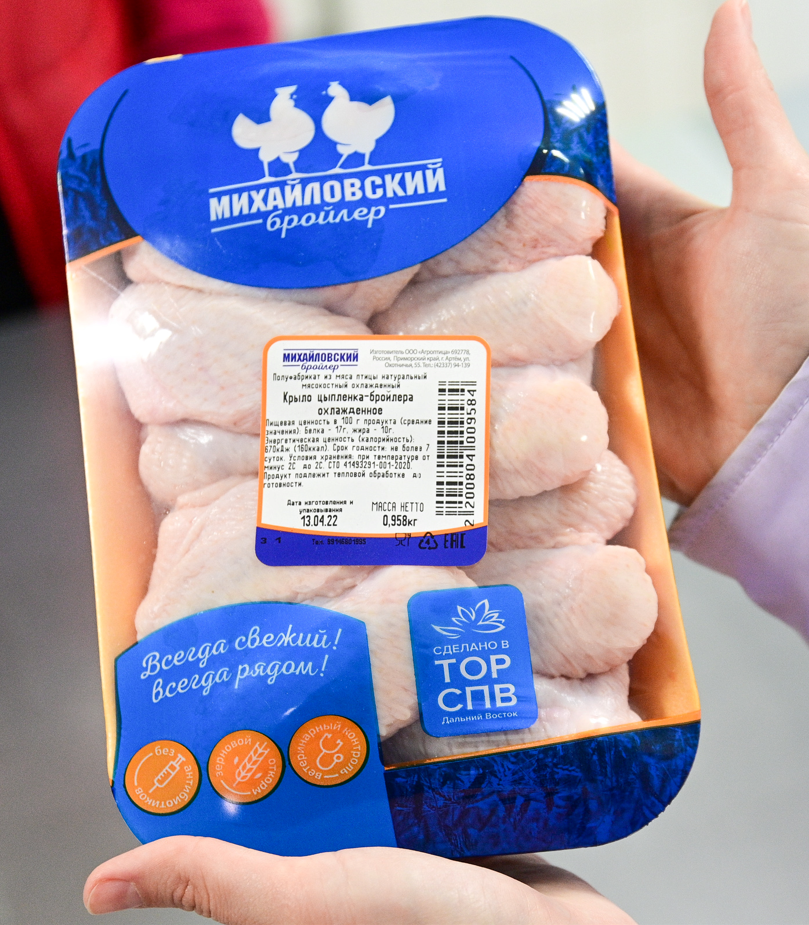 МИХАЙЛОВСКИЙ
бройлер
МИХАЙЛОВСКИЙ
бройлер
Изготовитель ООО «Агроптица» 692778,
Россия, Приморский край, г. Артём, ул.
Охотничья, 55. Тел.: (42337) 94-139
Полуфабрикат из мяса птицы натуральный
мясокостный охлажденный
Крыло цыпленка-бройлера
охлажденное
Пищевая ценность в 100 г продукта (средние
значения): Белка - 17г, жира - 10г.
Энергетическая ценность (калорийность):
670кДж (160ккал). Срок годности: не более 7
суток. Условия хранения: при температуре от
минус 2С до 2С. СТО 41493291-001-2020.
Продукт подлежит тепловой обработке до
готовности.
Дата изготовления и
упаковывания
13.04.22
МАССА НЕТТО
0,958кг
2 200804 009584
3 1
EAC
Всегда свежий!
всегда рядом!
без антибиотиков
зерновой откорм
ветеринарный контроль
СДЕЛАНО В
ТОР
СПВ
Дальний Восток